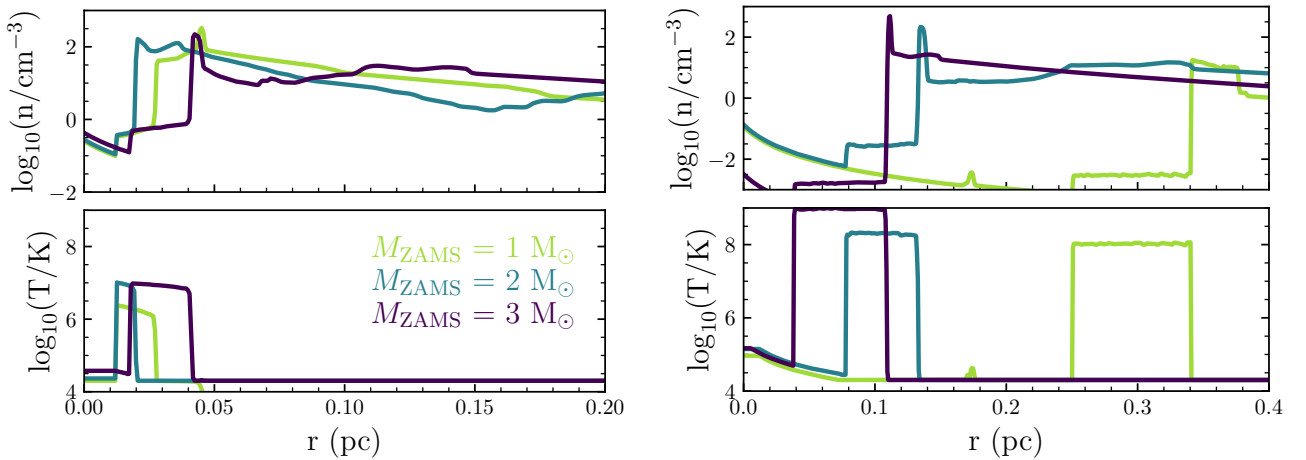 log₁₀(n/cm⁻³)
2
0
−2
log₁₀(T/K)
8
6
4
M_ZAMS = 1 M_⊙
M_ZAMS = 2 M_⊙
M_ZAMS = 3 M_⊙
0.00 0.05 0.10 0.15 0.20
r (pc)
log₁₀(n/cm⁻³)
2
0
−2
log₁₀(T/K)
8
6
4
0.0 0.1 0.2 0.3 0.4
r (pc)